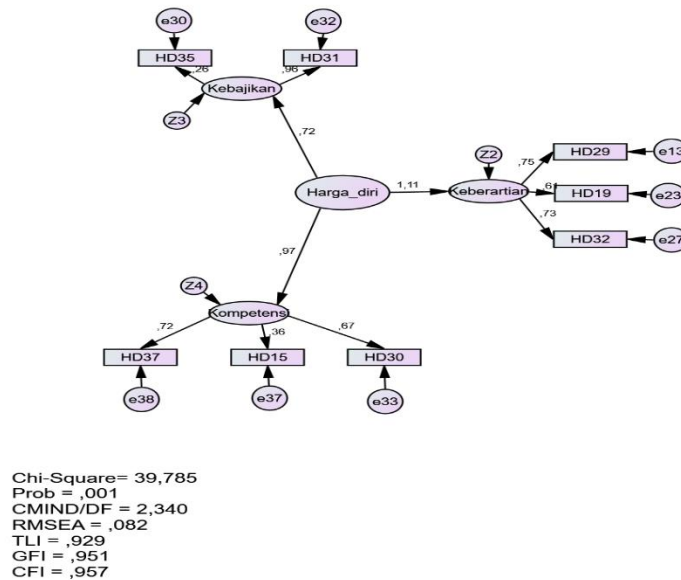 e30
e32
HD35
HD31
,26
,96
Kebajikan
Z3
,72
Z2
HD29
e13
,75
Harga_diri
1,11
Keberartian
,61
HD19
e23
,73
HD32
e27
,97
Z4
Kompetensi
,72
,36
,67
HD37
HD15
HD30
e38
e37
e33
Chi-Square= 39,785
Prob = ,001
CMIND/DF = 2,340
RMSEA = ,082
TLI = ,929
GFI = ,951
CFI = ,957